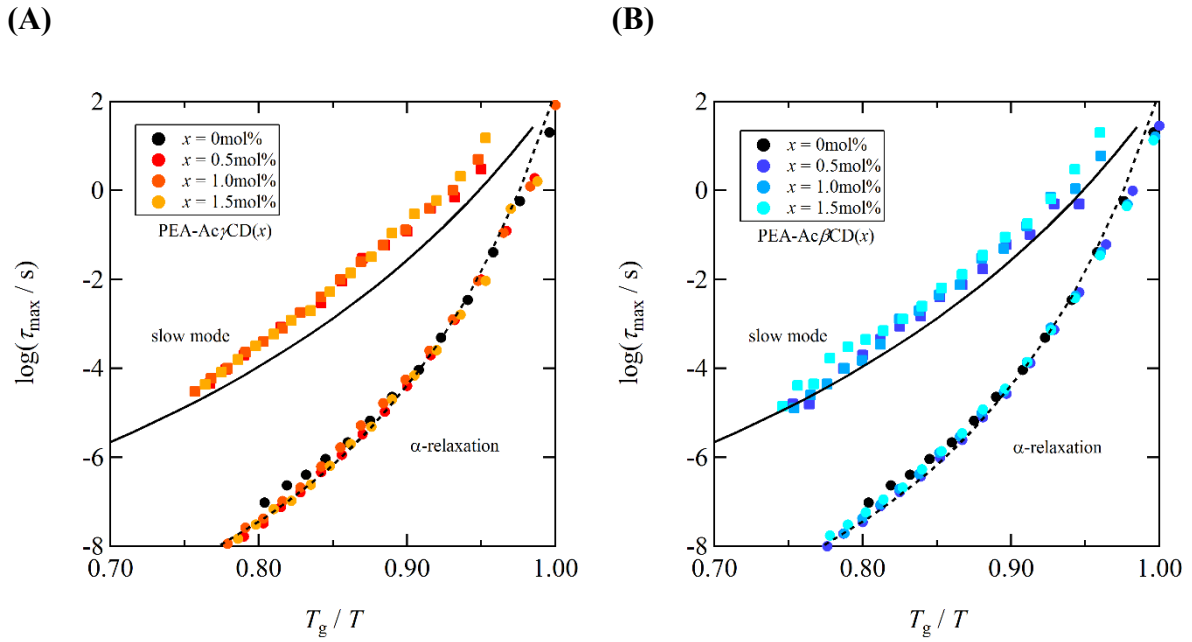 (A)
log(τmax / s)
2
0
-2
-4
-6
-8
x = 0mol%
x = 0.5mol%
x = 1.0mol%
x = 1.5mol%
PEA-AcγCD(x)
slow mode
α-relaxation
0.70
0.80
0.90
1.00
Tg / T
(B)
log(τmax / s)
2
0
-2
-4
-6
-8
x = 0mol%
x = 0.5mol%
x = 1.0mol%
x = 1.5mol%
PEA-AcβCD(x)
slow mode
α-relaxation
0.70
0.80
0.90
1.00
Tg / T